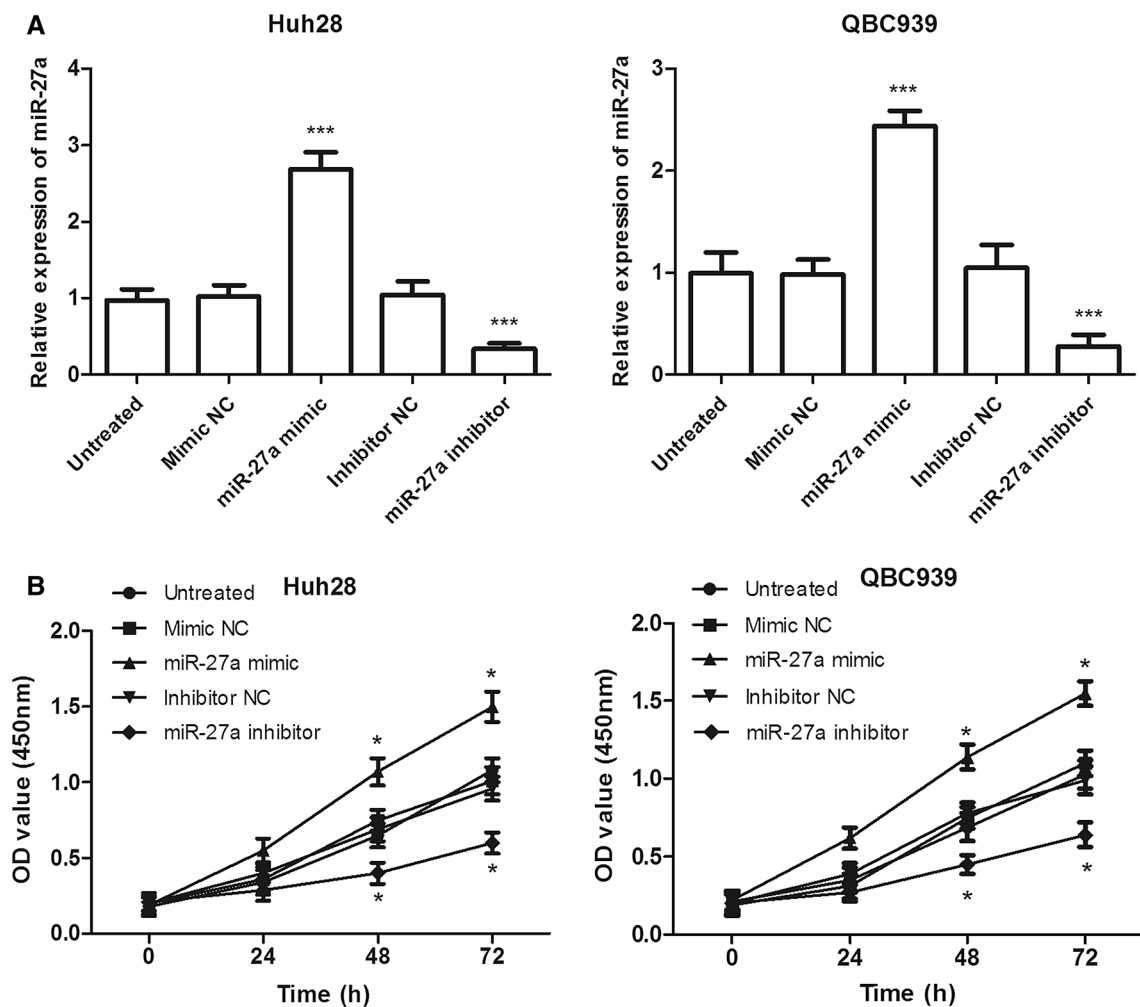 A
Huh28
Relative expression of miR-27a
4
3
2
1
0
***
***
Untreated
Mimic NC
miR-27a mimic
Inhibitor NC
miR-27a inhibitor
QBC939
Relative expression of miR-27a
3
2
1
0
***
***
Untreated
Mimic NC
miR-27a mimic
Inhibitor NC
miR-27a inhibitor
B
Huh28
Untreated
Mimic NC
miR-27a mimic
Inhibitor NC
miR-27a inhibitor
OD value (450nm)
2.0
1.5
1.0
0.5
0.0
*
*
*
*
0 24 48 72
Time (h)
QBC939
Untreated
Mimic NC
miR-27a mimic
Inhibitor NC
miR-27a inhibitor
OD value (450nm)
2.0
1.5
1.0
0.5
0.0
*
*
*
*
0 24 48 72
Time (h)